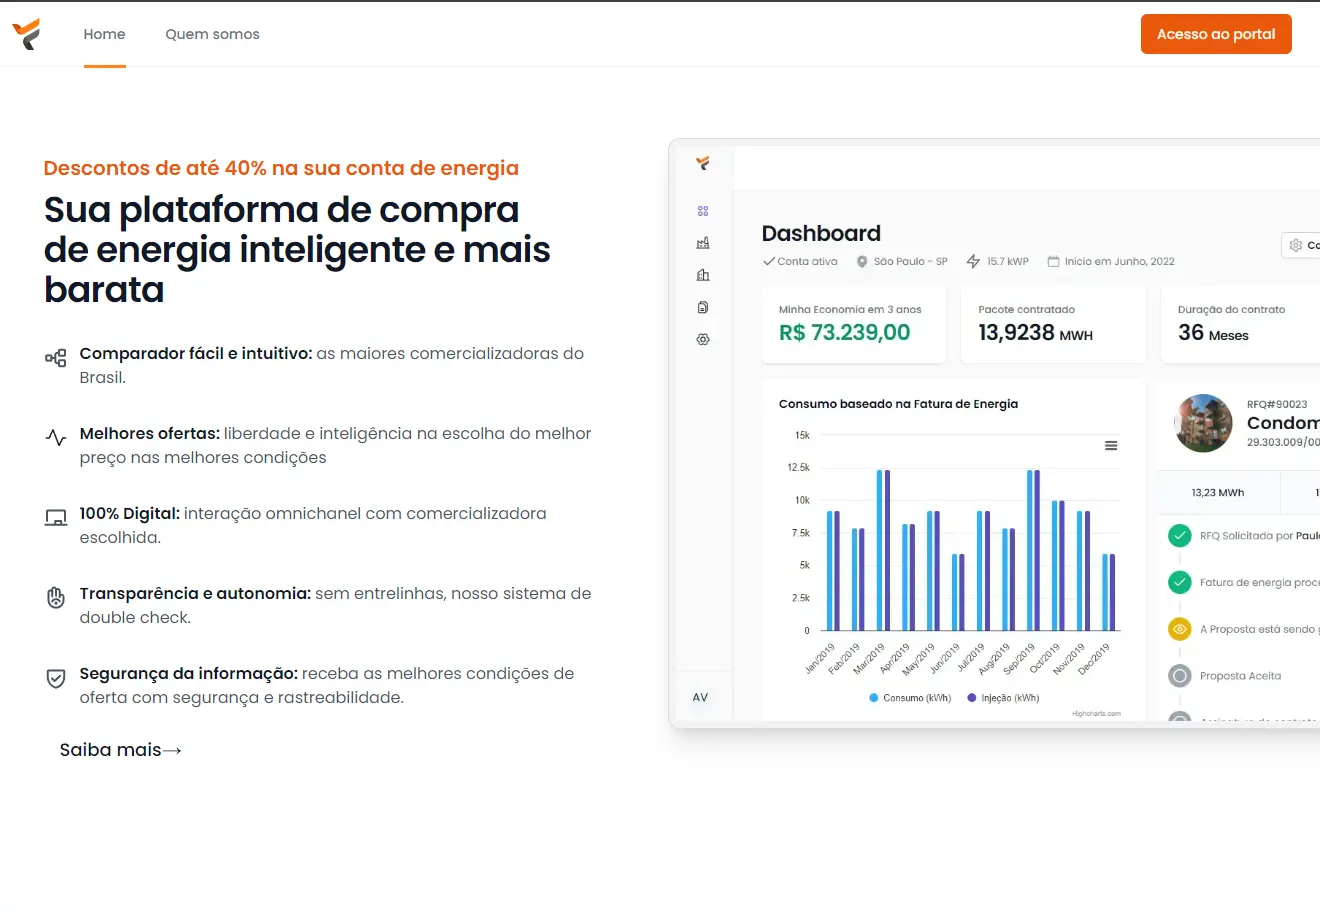 Home
Quem somos
Acesso ao portal
Descontos de até 40% na sua conta de energia
Sua plataforma de compra
de energia inteligente e mais
barata
Comparador fácil e intuitivo: as maiores comercializadoras do
Brasil.
Melhores ofertas: liberdade e inteligência na escolha do melhor
preço nas melhores condições
100% Digital: interação omnichanel com comercializadora
escolhida.
Transparência e autonomia: sem entrelinhas, nosso sistema de
double check.
Segurança da informação: receba as melhores condições de
oferta com segurança e rastreabilidade.
Saiba mais→
Dashboard
Conta ativa
São Paulo - SP
15.7 kWP
Inicio em Junho, 2022
Minha Economia em 3 anos
R$ 73.239,00
Pacote contratado
13,9238 MWH
Duração do contrato
36 Meses
Consumo baseado na Fatura de Energia
15k
12.5k
10k
7.5k
5k
2.5k
0
Jan/2019
Feb/2019
Mar/2019
Apr/2019
May/2019
Jun/2019
Jul/2019
Aug/2019
Sep/2019
Oct/2019
Nov/2019
Dec/2019
Consumo (kWh)
Injeção (kWh)
Highcharts.com
RFQ#90023
Condom
29.303.009/00
13,23 MWh
RFQ Solicitada por Paulo
Fatura de energia proce
A Proposta está sendo g
Proposta Aceita
AV